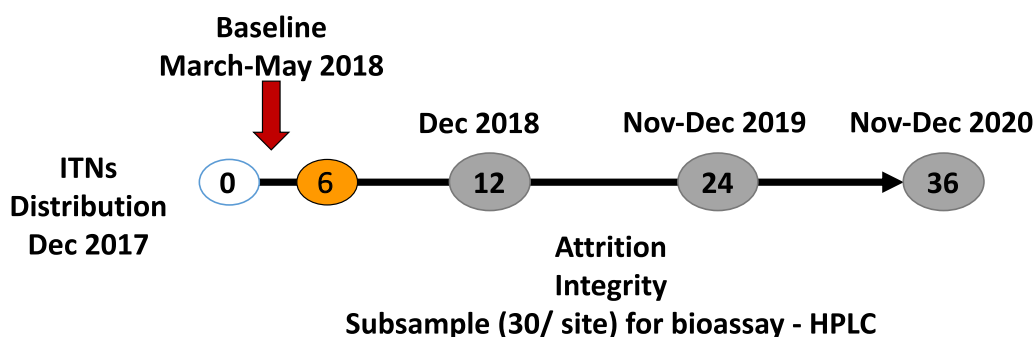 Baseline
March-May 2018
Dec 2018
Nov-Dec 2019
Nov-Dec 2020
ITNs
Distribution
Dec 2017
0
6
12
24
36
Attrition
Integrity
Subsample (30/ site) for bioassay - HPLC